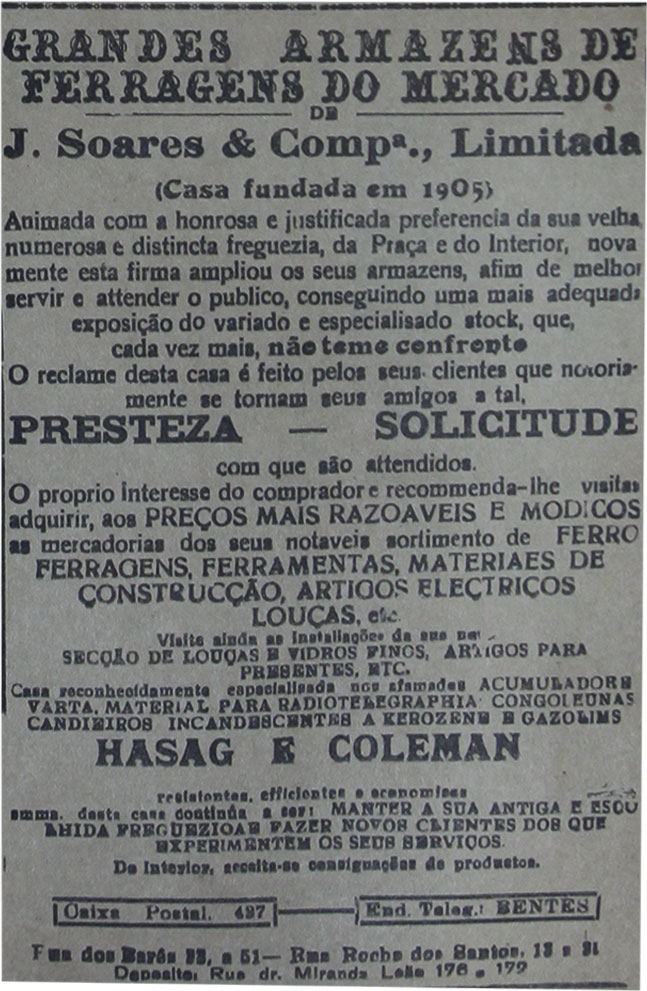 GRANDES ARMAZENS DE
FERRAGENS DO MERCADO
DE
J. Soares & Compª., Limitada
(Casa fundada em 1905)
Animada com a honrosa e justificada preferencia da sua velha
numerosa e distincta freguezia, da Praça e do Interior, nova
mente esta firma ampliou os seus armazens, afim de melhor
servir e attender o publico, conseguindo uma mais adequada
exposição do variado e especialisado stock, que,
cada vez mais, não teme confronto
O reclame desta casa é feito pelos seus clientes que notoria-
mente se tornam seus amigos a tal,
PRESTEZA — SOLICITUDE
com que são attendidos.
O proprio interesse do comprador e recommenda-lhe visitas
adquirir, aos PREÇOS MAIS RAZOAVEIS E MODICOS
as mercadorias dos seus notaveis sortimento de FERRO
FERRAGENS, FERRAMENTAS, MATERIAES DE
CONSTRUCÇÃO, ARTIGOS ELECTRICOS
LOUÇAS, etc.
Visite ainda as installações da sua
SECÇÃO DE LOUÇAS E VIDROS FINOS, ARTIGOS PARA
PRESENTES, ETC.
Casa reconhecidamente especialisada nos afamados ACUMULADORS
VARTA, MATERIAL PARA RADIOTELEGRAPHIA CONGOLEUNAS
CANDIEIROS INCANDESCENTES A KEROZENE E GAZOLIMS
HASAG E COLEMAN
resistentes, efficientes e economicos
desta casa continúa a ser: MANTER A SUA ANTIGA E ESCO
LHIDA FREGUEZIOAE FAZER NOVOS CLIENTES DOS QUE
EXPERIMENTEM OS SEUS SERVIÇOS.
Do Interior, acceita-se consignações de productos.
Caixa Postal, 497 — End. Teleg.: BENTES
dos Barés — Rua Rocha dos Santos, 13 a
Deposito: Rua dr. Miranda Leão 176 e 179